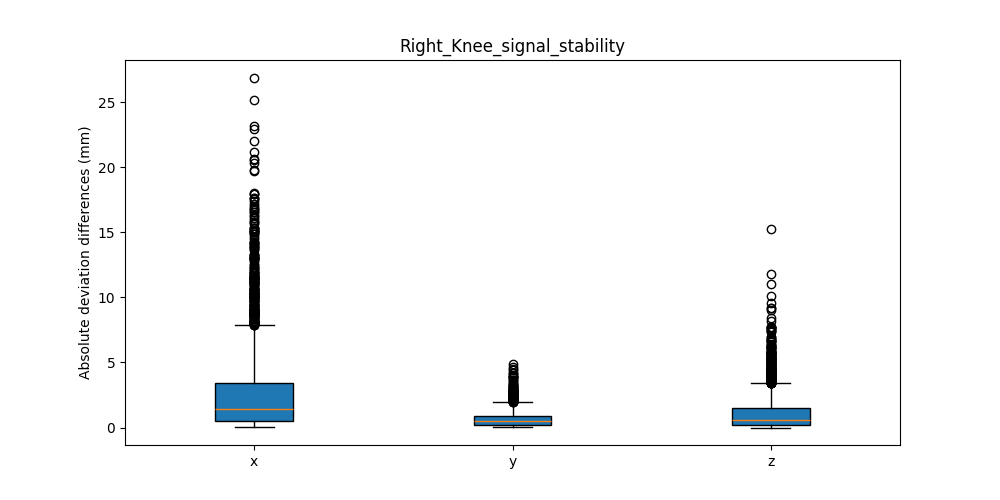 Right_Knee_signal_stability
Absolute deviation differences (mm)
25
20
15
10
5
0
x y z